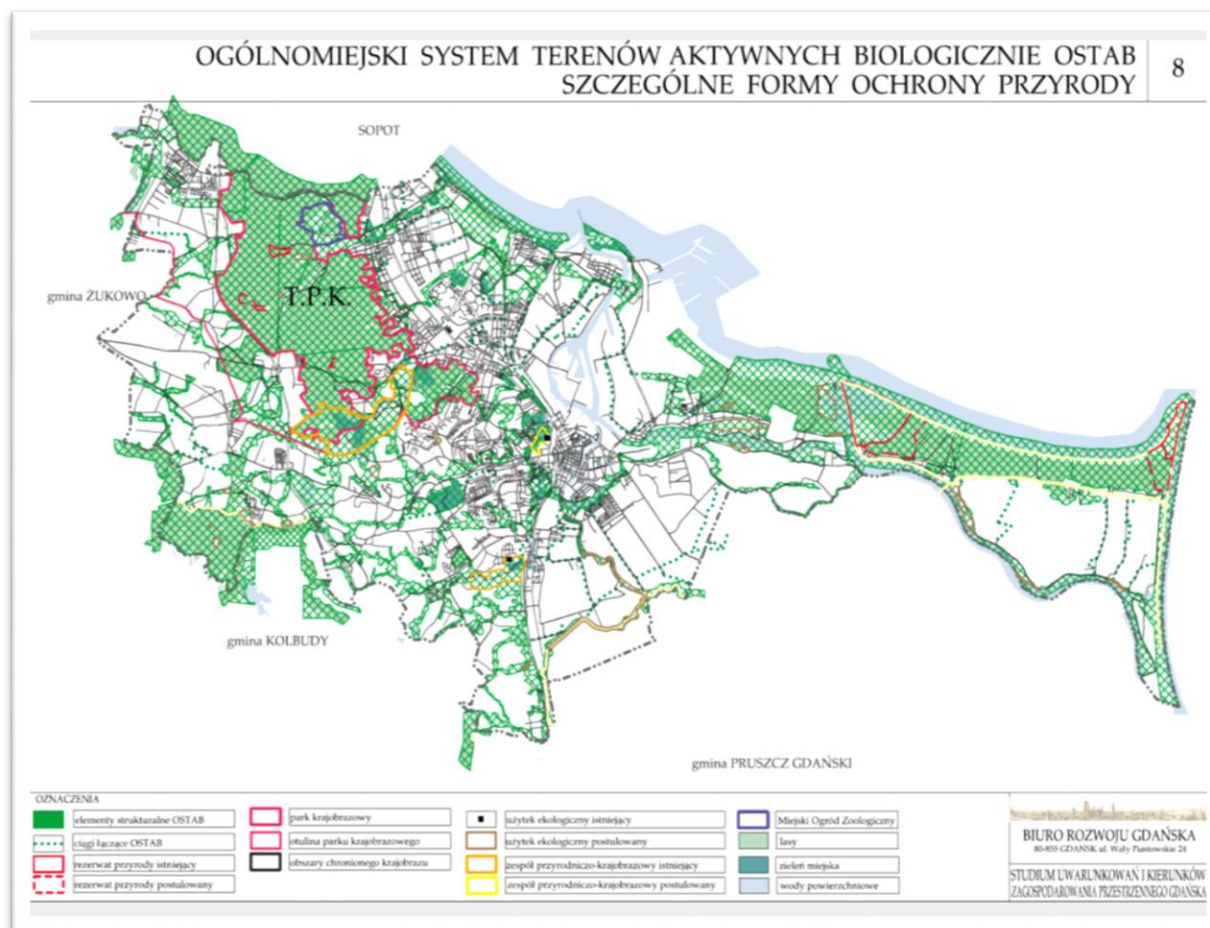 OGÓLNOMIEJSKI SYSTEM TERENÓW AKTYWNYCH BIOLOGICZNIE OSTAB
SZCZEGÓLNE FORMY OCHRONY PRZYRODY
8
SOPOT
gmina ŻUKOWO
T.P.K.
gmina KOLBUDY
gmina PRUSZCZ GDAŃSKI
OZNACZENIA
elementy strukturalne OSTAB
ciągi łączące OSTAB
rezerwat przyrody istniejący
rezerwat przyrody postulowany
park krajobrazowy
otulina parku krajobrazowego
obszary chronionego krajobrazu
użytek ekologiczny istniejący
użytek ekologiczny postulowany
zespół przyrodniczo-krajobrazowy istniejący
zespół przyrodniczo-krajobrazowy postulowany
Miejski Ogród Zoologiczny
lasy
zieleń miejska
wody powierzchniowe
BIURO ROZWOJU GDAŃSKA
80-855 GDAŃSK ul. Wały Piastowskie 24
STUDIUM UWARUNKOWAŃ I KIERUNKÓW
ZAGOSPODAROWANIA PRZESTRZENNEGO GDAŃSKA